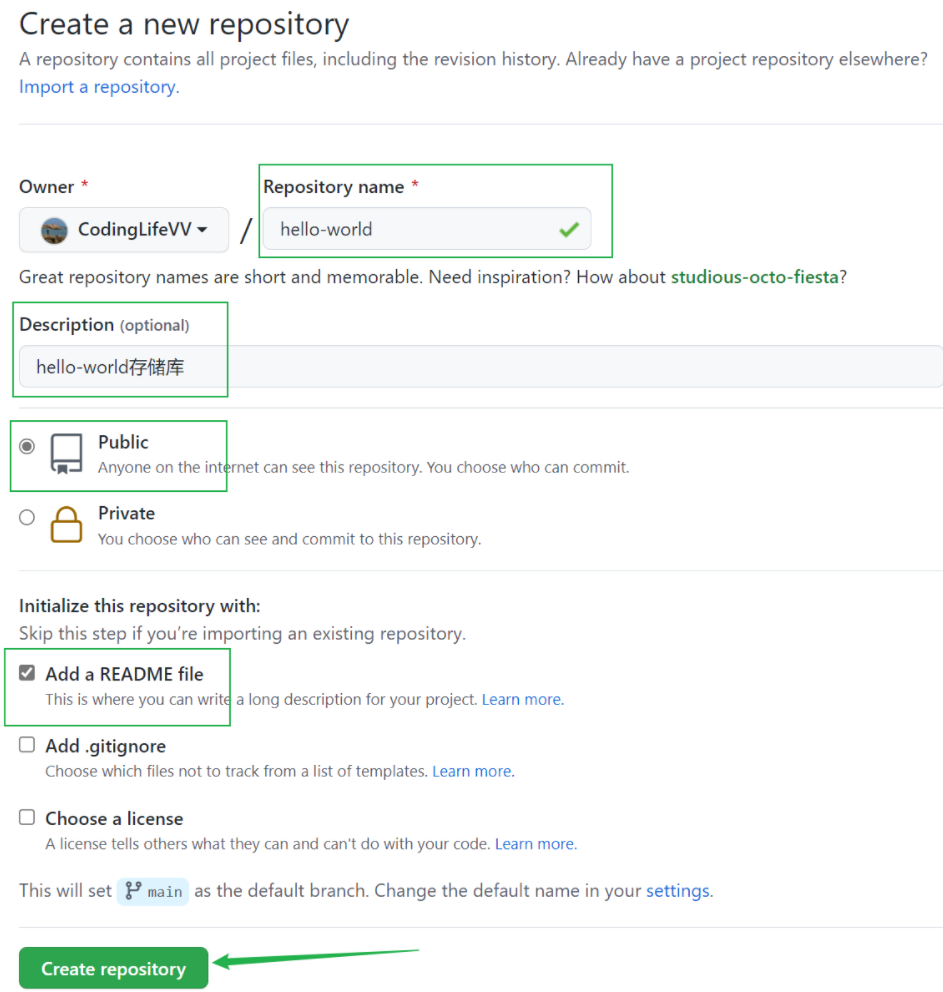 Create a new repository
A repository contains all project files, including the revision history. Already have a project repository elsewhere?
Import a repository.
Owner *
Repository name *
CodingLifeVV
/
hello-world
Great repository names are short and memorable. Need inspiration? How about studious-octo-fiesta?
Description (optional)
hello-world存储库
Public
Anyone on the internet can see this repository. You choose who can commit.
Private
You choose who can see and commit to this repository.
Initialize this repository with:
Skip this step if you’re importing an existing repository.
Add a README file
This is where you can write a long description for your project. Learn more.
Add .gitignore
Choose which files not to track from a list of templates. Learn more.
Choose a license
A license tells others what they can and can't do with your code. Learn more.
This will set main as the default branch. Change the default name in your settings.
Create repository